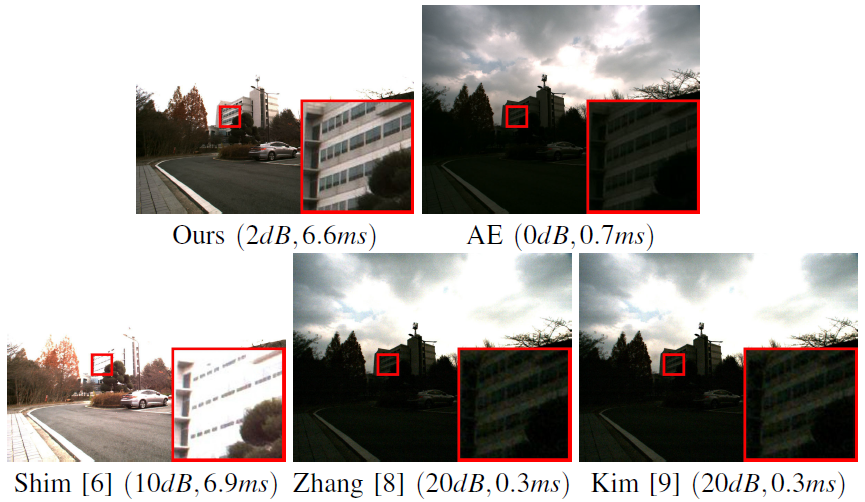 Ours (2dB, 6.6ms)
AE (0dB, 0.7ms)
Shim [6] (10dB, 6.9ms)
Zhang [8] (20dB, 0.3ms)
Kim [9] (20dB, 0.3ms)